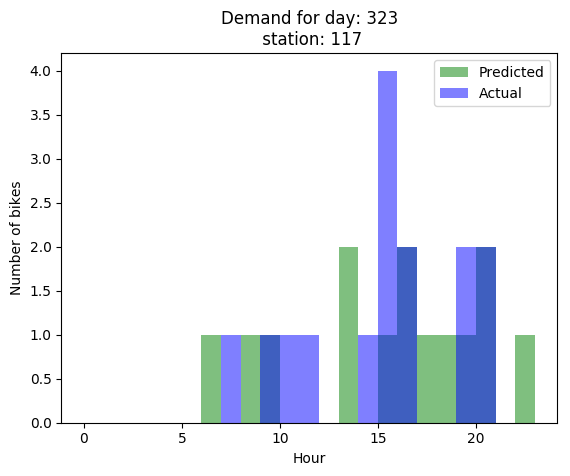 Demand for day: 323
station: 117
Predicted
Actual
Number of bikes
4.0
3.5
3.0
2.5
2.0
1.5
1.0
0.5
0.0
0 5 10 15 20
Hour